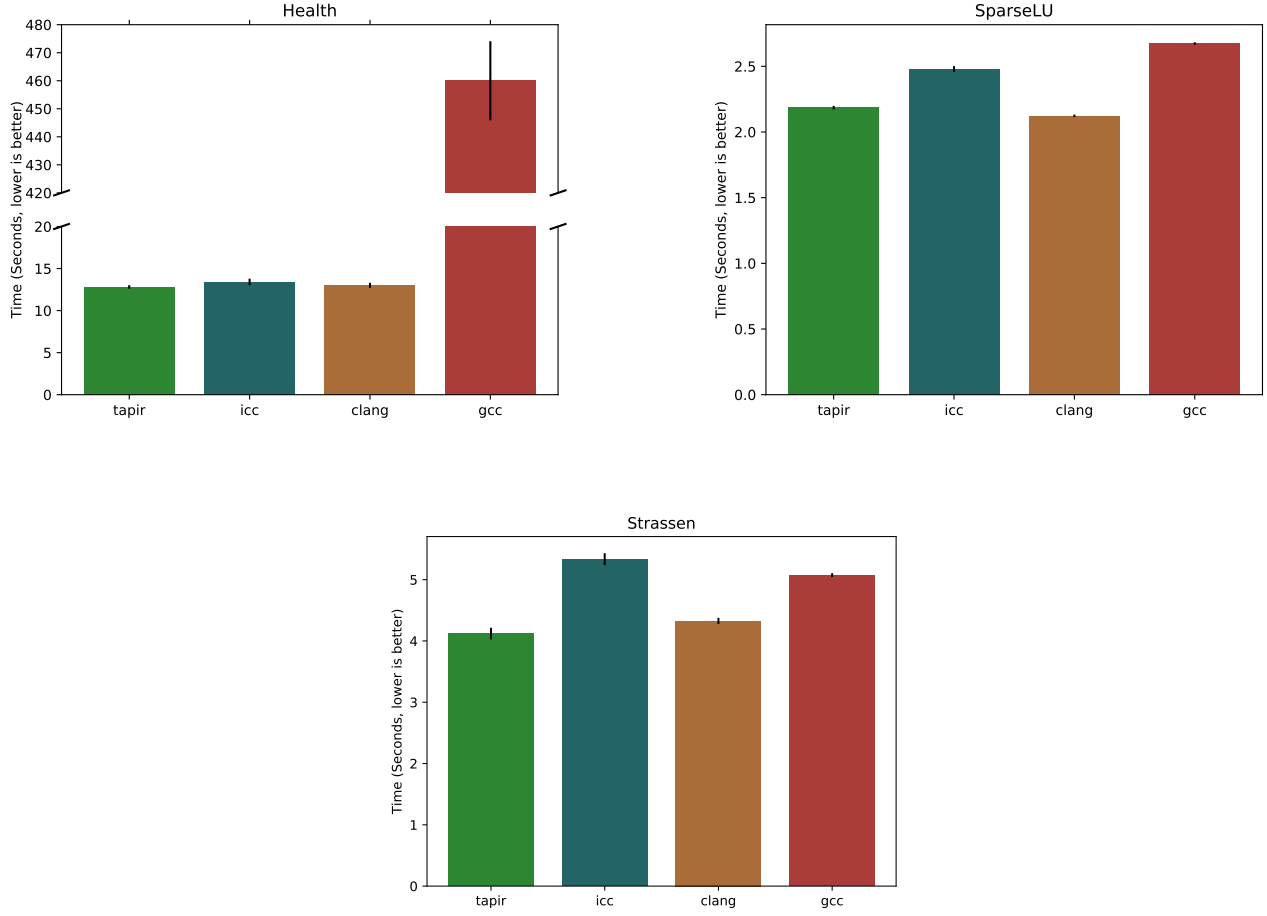 Health
Time (Seconds, lower is better)
480
470
460
450
440
430
420
20
15
10
5
0
tapir icc clang gcc
SparseLU
Time (Seconds, lower is better)
2.5
2.0
1.5
1.0
0.5
0.0
tapir icc clang gcc
Strassen
Time (Seconds, lower is better)
5
4
3
2
1
0
tapir icc clang gcc